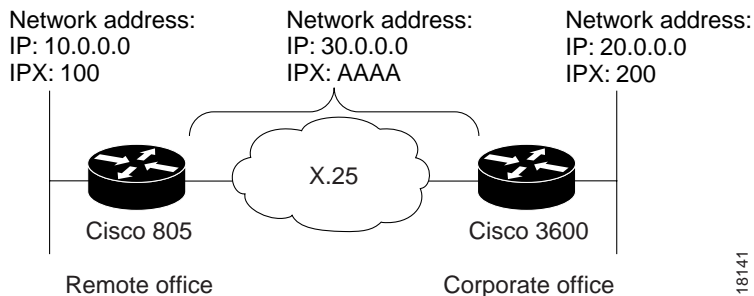 Network address:
IP: 10.0.0.0
IPX: 100
Network address:
IP: 30.0.0.0
IPX: AAAA
Network address:
IP: 20.0.0.0
IPX: 200
X.25
Cisco 805
Cisco 3600
Remote office
Corporate office
18141